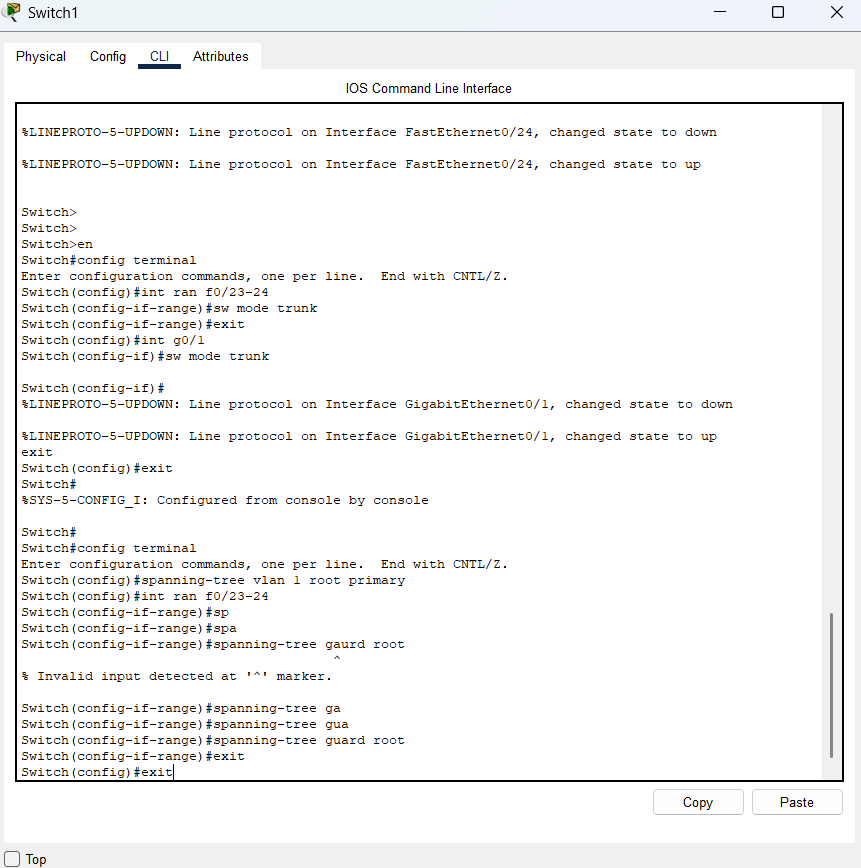 Switch1
Physical Config CLI Attributes
IOS Command Line Interface
%LINEPROTO-5-UPDOWN: Line protocol on Interface FastEthernet0/24, changed state to down
%LINEPROTO-5-UPDOWN: Line protocol on Interface FastEthernet0/24, changed state to up
Switch>
Switch>
Switch>en
Switch#config terminal
Enter configuration commands, one per line.  End with CNTL/Z.
Switch(config)#int ran f0/23-24
Switch(config-if-range)#sw mode trunk
Switch(config-if-range)#exit
Switch(config)#int g0/1
Switch(config-if)#sw mode trunk
Switch(config-if)#
%LINEPROTO-5-UPDOWN: Line protocol on Interface GigabitEthernet0/1, changed state to down
%LINEPROTO-5-UPDOWN: Line protocol on Interface GigabitEthernet0/1, changed state to up
exit
Switch(config)#exit
Switch#
%SYS-5-CONFIG_I: Configured from console by console
Switch#
Switch#config terminal
Enter configuration commands, one per line.  End with CNTL/Z.
Switch(config)#spanning-tree vlan 1 root primary
Switch(config)#int ran f0/23-24
Switch(config-if-range)#sp
Switch(config-if-range)#spa
Switch(config-if-range)#spanning-tree gaurd root
^
% Invalid input detected at '^' marker.
Switch(config-if-range)#spanning-tree ga
Switch(config-if-range)#spanning-tree gua
Switch(config-if-range)#spanning-tree guard root
Switch(config-if-range)#exit
Switch(config)#exit
Copy Paste
Top